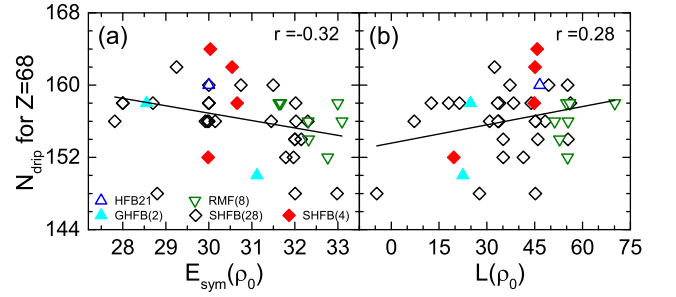 168
160
152
144
N_drip for Z=68
(a)
r =-0.32
HFB21
GHFB(2)
RMF(8)
SHFB(28)
SHFB(4)
28 29 30 31 32 33
E_sym(ρ_0)
(b)
r =0.28
0 15 30 45 60 75
L(ρ_0)